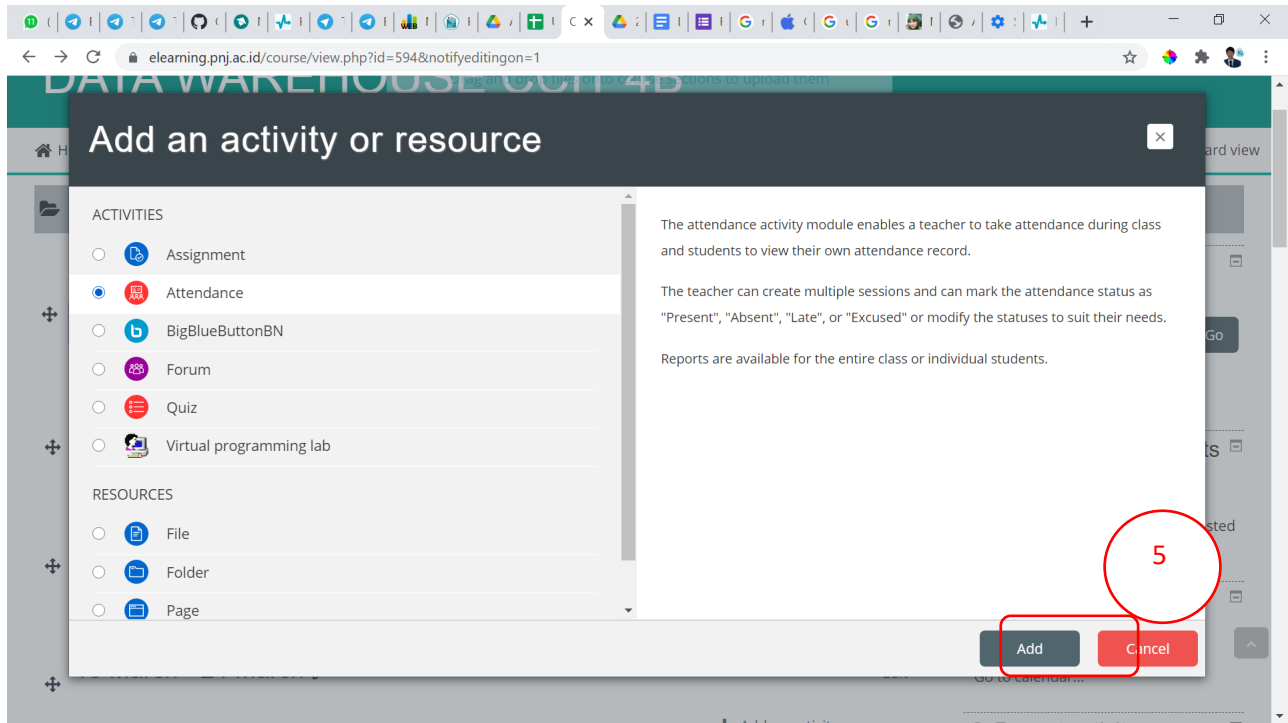 elearning.pnj.ac.id/course/view.php?id=594&notifyeditingon=1
DATA WAREHOUSE CCIT 4B
Add an activity or resource
ard view
ACTIVITIES
Assignment
Attendance
BigBlueButtonBN
Forum
Quiz
Virtual programming lab
RESOURCES
File
Folder
Page
The attendance activity module enables a teacher to take attendance during class
and students to view their own attendance record.
The teacher can create multiple sessions and can mark the attendance status as
"Present", "Absent", "Late", or "Excused" or modify the statuses to suit their needs.
Reports are available for the entire class or individual students.
Go
ts
sted
5
Add
Cancel
Go to calendar...